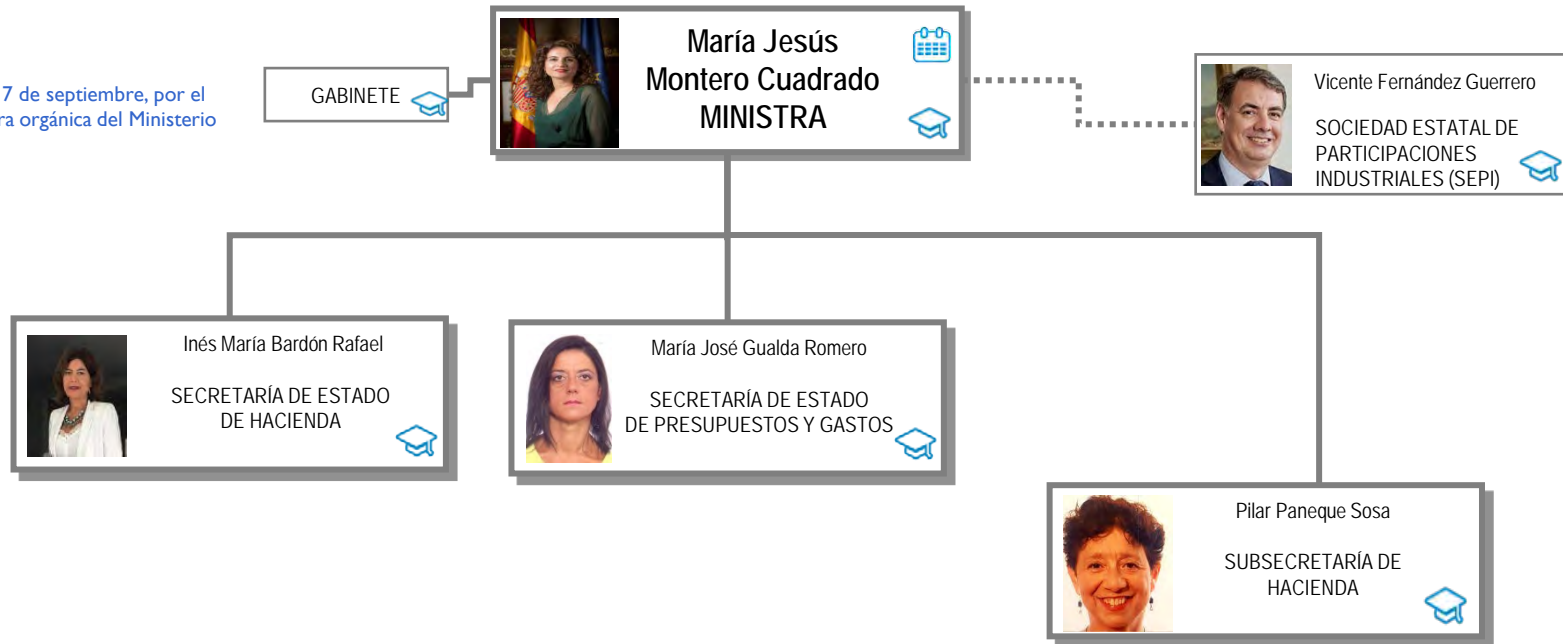 María Jesús
Montero Cuadrado
MINISTRA
7 de septiembre, por el
ra orgánica del Ministerio
GABINETE
Vicente Fernández Guerrero
SOCIEDAD ESTATAL DE
PARTICIPACIONES
INDUSTRIALES (SEPI)
Inés María Bardón Rafael
SECRETARÍA DE ESTADO
DE HACIENDA
María José Gualda Romero
SECRETARÍA DE ESTADO
DE PRESUPUESTOS Y GASTOS
Pilar Paneque Sosa
SUBSECRETARÍA DE
HACIENDA